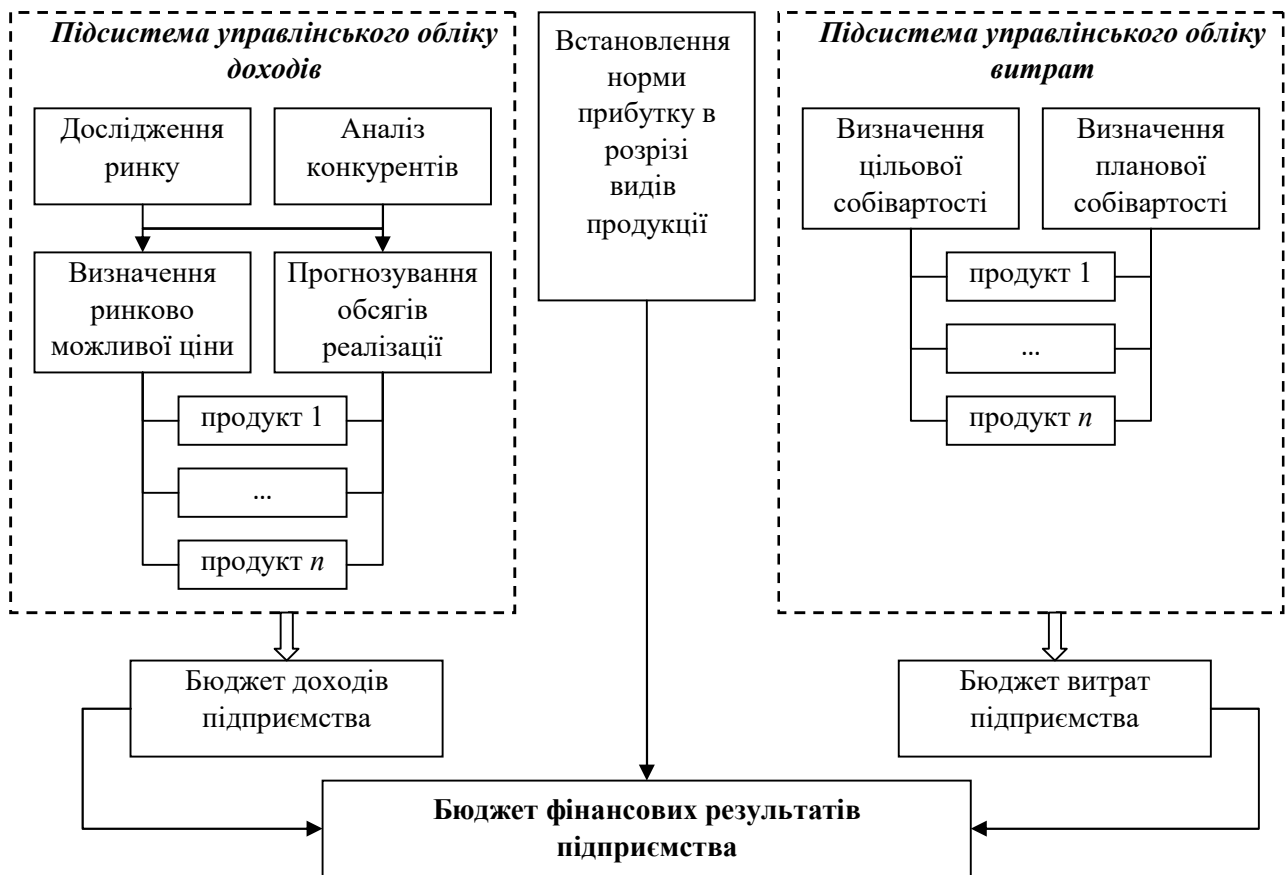 Підсистема управлінського обліку
доходів
Дослідження
ринку
Аналіз
конкурентів
Визначення
ринково
можливої ціни
Прогнозування
обсягів
реалізації
продукт 1
...
продукт n
Бюджет доходів
підприємства
Встановлення
норми
прибутку в
розрізі
видів
продукції
Підсистема управлінського обліку
витрат
Визначення
цільової
собівартості
Визначення
планової
собівартості
продукт 1
...
продукт n
Бюджет витрат
підприємства
Бюджет фінансових результатів
підприємства